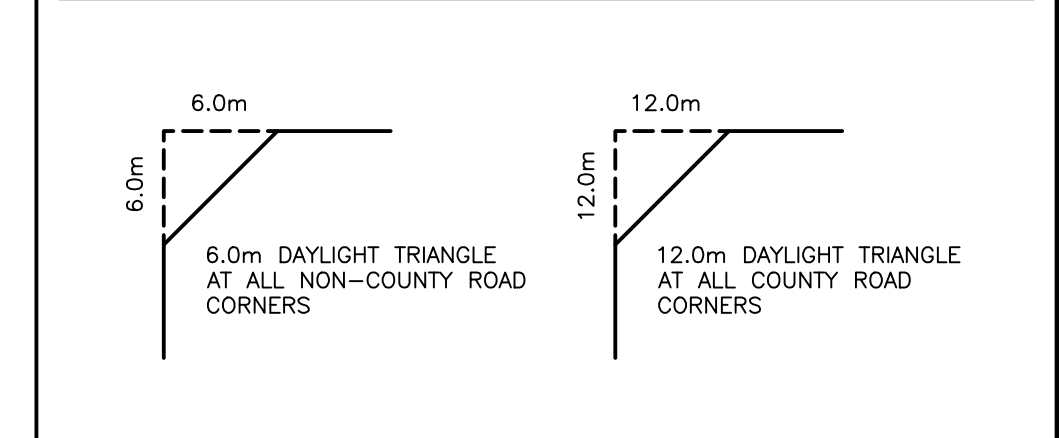 6.0m
6.0m
6.0m DAYLIGHT TRIANGLE
AT ALL NON-COUNTY ROAD
CORNERS
12.0m
12.0m
12.0m DAYLIGHT TRIANGLE
AT ALL COUNTY ROAD
CORNERS